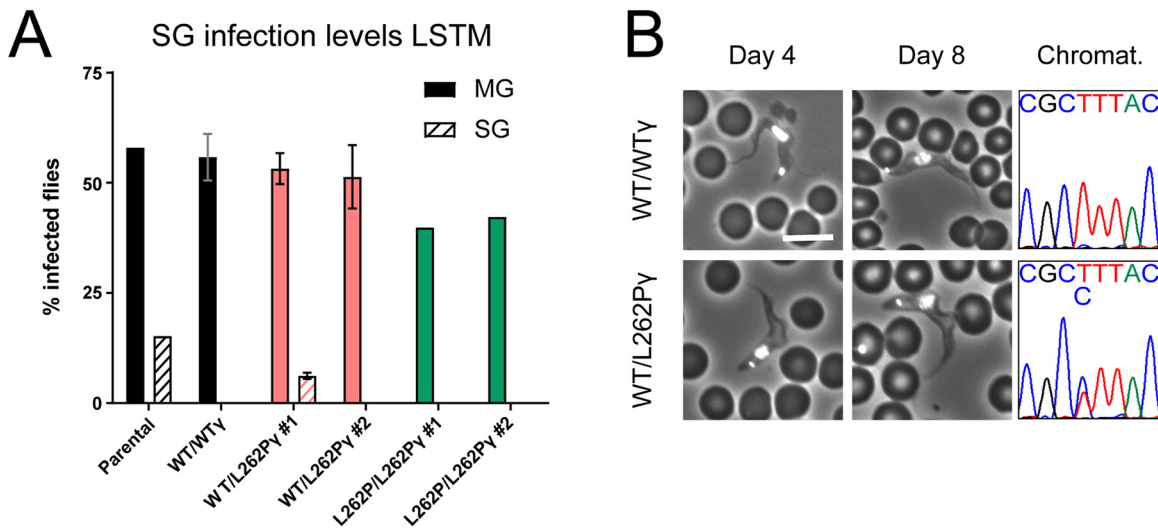 A
SG infection levels LSTM
75
50
25
0
% infected flies
MG
SG
Parental
WT/WTγ
WT/L262Pγ #1
WT/L262Pγ #2
L262P/L262Pγ #1
L262P/L262Pγ #2
B
Day 4
Day 8
Chromat.
WT/WTγ
CGCTTTAC
WT/L262Pγ
CGCTTTAC
C